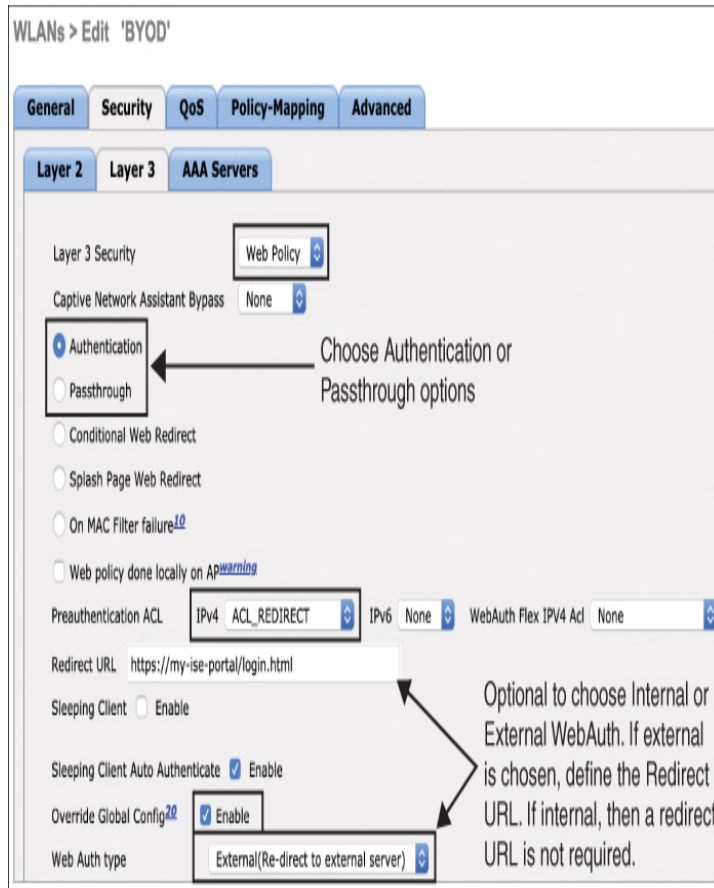 WLANs > Edit 'BYOD'
General Security QoS Policy-Mapping Advanced
Layer 2 Layer 3 AAA Servers
Layer 3 Security Web Policy
Captive Network Assistant Bypass None
Authentication
Passthrough
Choose Authentication or
Passthrough options
Conditional Web Redirect
Splash Page Web Redirect
On MAC Filter failure10
Web policy done locally on APwarning
Preauthentication ACL IPv4 ACL_REDIRECT IPv6 None WebAuth Flex IPV4 Acl None
Redirect URL https://my-ise-portal/login.html
Sleeping Client Enable
Sleeping Client Auto Authenticate Enable
Override Global Config20 Enable
Web Auth type External(Re-direct to external server)
Optional to choose Internal or
External WebAuth. If external
is chosen, define the Redirect
URL. If internal, then a redirect
URL is not required.